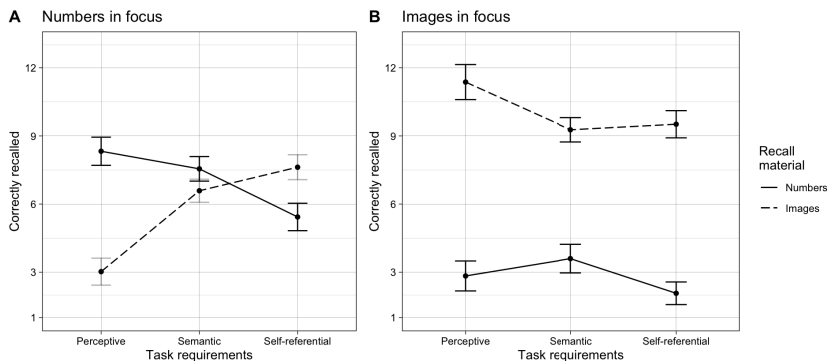 A Numbers in focus
12
9
6
3
1
Correctly recalled
Perceptive Semantic Self-referential
Task requirements
B Images in focus
12
9
6
3
1
Correctly recalled
Perceptive Semantic Self-referential
Task requirements
Recall
material
Numbers
Images